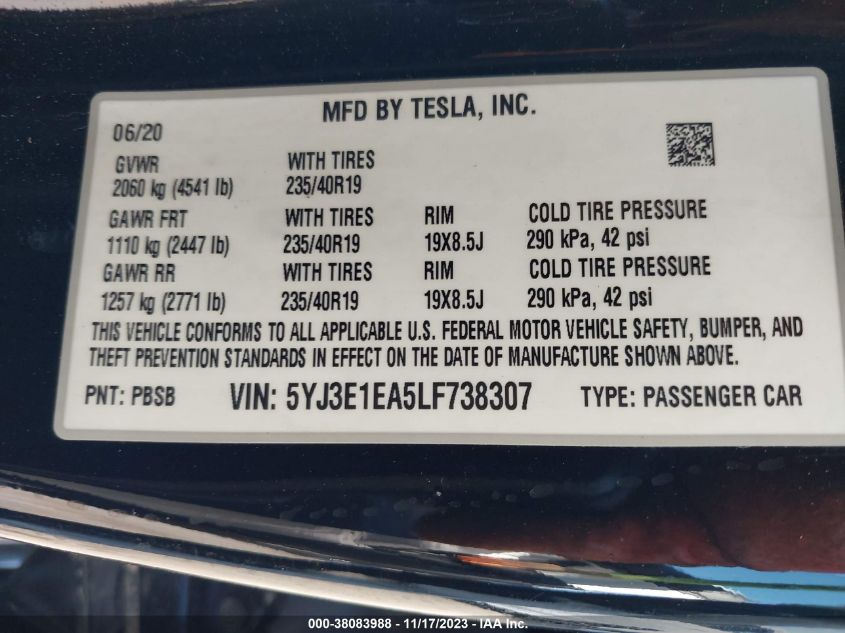 MFD BY TESLA, INC.
06/20
GVWR WITH TIRES
2060 kg (4541 lb) 235/40R19
GAWR FRT WITH TIRES RIM COLD TIRE PRESSURE
1110 kg (2447 lb) 235/40R19 19X8.5J 290 kPa, 42 psi
GAWR RR WITH TIRES RIM COLD TIRE PRESSURE
1257 kg (2771 lb) 235/40R19 19X8.5J 290 kPa, 42 psi
THIS VEHICLE CONFORMS TO ALL APPLICABLE U.S. FEDERAL MOTOR VEHICLE SAFETY, BUMPER, AND
THEFT PREVENTION STANDARDS IN EFFECT ON THE DATE OF MANUFACTURE SHOWN ABOVE.
PNT: PBSB VIN: 5YJ3E1EA5LF738307 TYPE: PASSENGER CAR
000-38083988 - 11/17/2023 - IAA Inc.